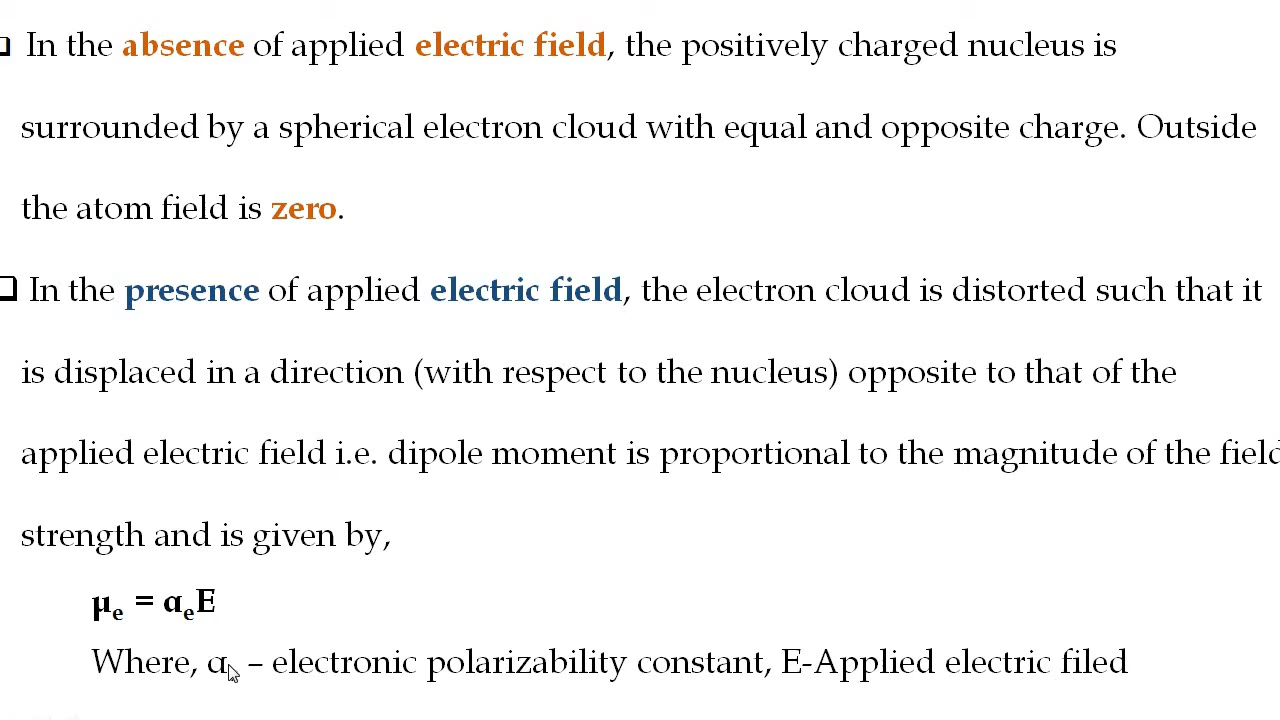 In the absence of applied electric field, the positively charged nucleus is
surrounded by a spherical electron cloud with equal and opposite charge. Outside
the atom field is zero.
In the presence of applied electric field, the electron cloud is distorted such that it
is displaced in a direction (with respect to the nucleus) opposite to that of the
applied electric field i.e. dipole moment is proportional to the magnitude of the field
strength and is given by,
μₑ = αₑE
Where, α – electronic polarizability constant, E-Applied electric filed